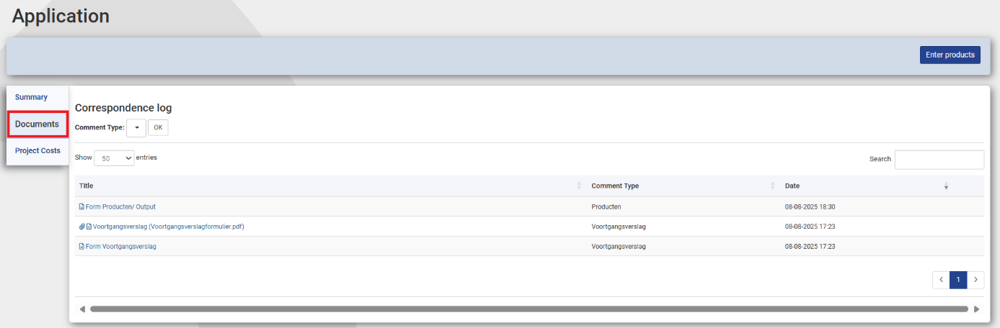 Application
Enter products
Summary
Documents
Project Costs
Correspondence log
Comment Type: OK
Show 50 entries
Search
Title Comment Type Date
Form Producten/ Output Producten 08-08-2025 18:30
Voortgangsverslag (Voortgangsverslagformulier.pdf) Voortgangsverslag 08-08-2025 17:23
Form Voortgangsverslag Voortgangsverslag 08-08-2025 17:23
1